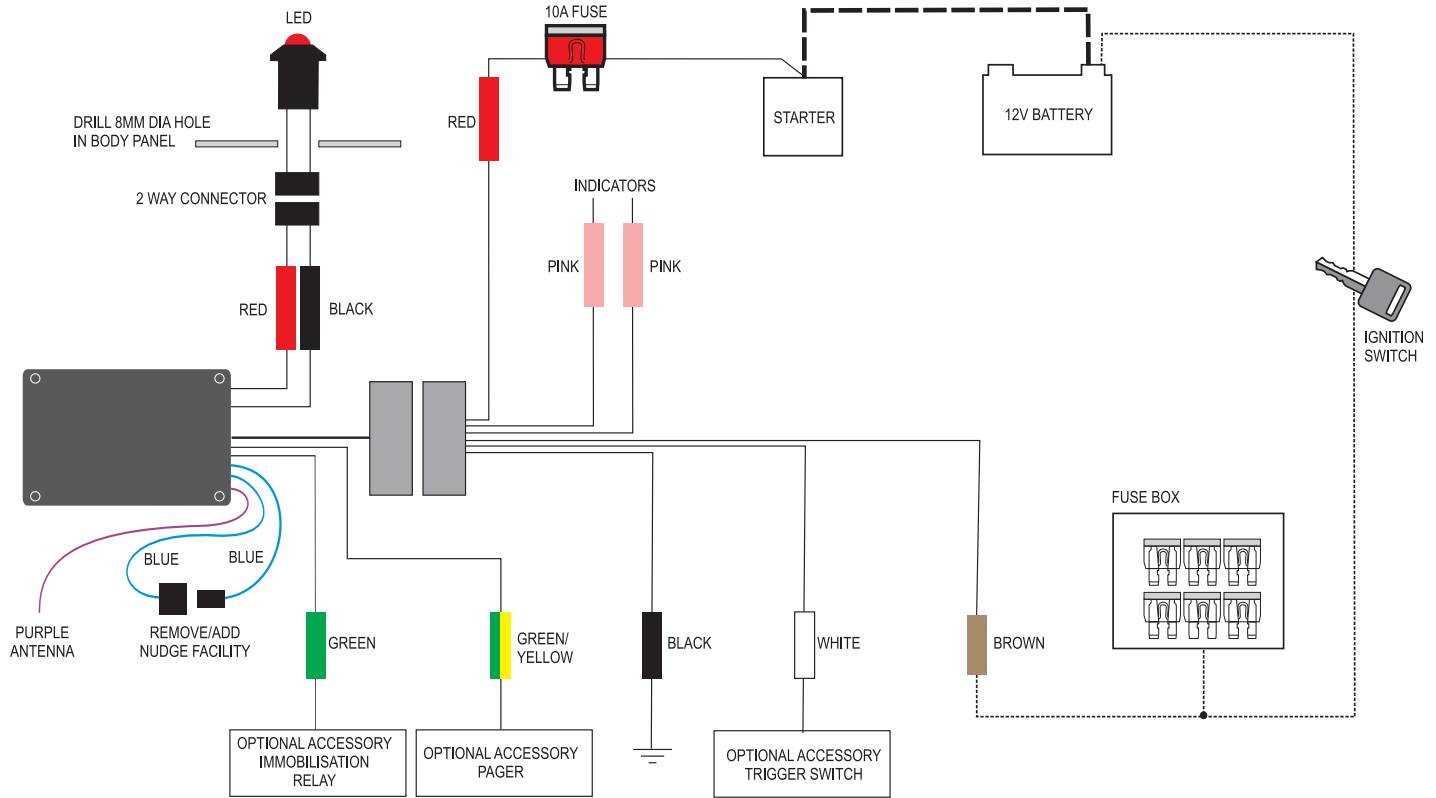 LED
10A FUSE
DRILL 8MM DIA HOLE
IN BODY PANEL
RED
STARTER
12V BATTERY
2 WAY CONNECTOR
INDICATORS
PINK
PINK
RED
BLACK
IGNITION
SWITCH
FUSE BOX
BLUE
BLUE
PURPLE
ANTENNA
REMOVE/ADD
NUDGE FACILITY
GREEN
GREEN/
YELLOW
BLACK
WHITE
BROWN
OPTIONAL ACCESSORY
IMMOBILISATION
RELAY
OPTIONAL ACCESSORY
PAGER
OPTIONAL ACCESSORY
TRIGGER SWITCH